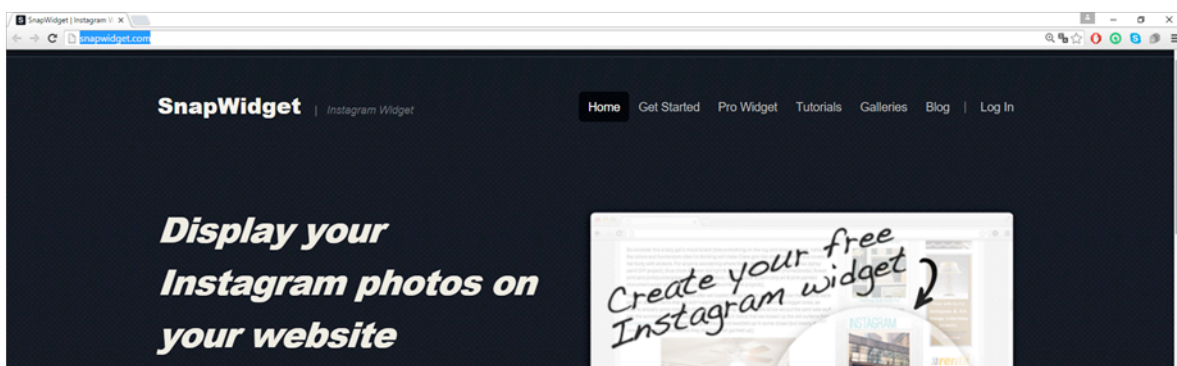 SnapWidget | Instagram V
snapwidget.com
SnapWidget | Instagram Widget
Home Get Started Pro Widget Tutorials Galleries Blog | Log In
Display your
Instagram photos on
your website
Create your free
Instagram widget
INSTAGRAM